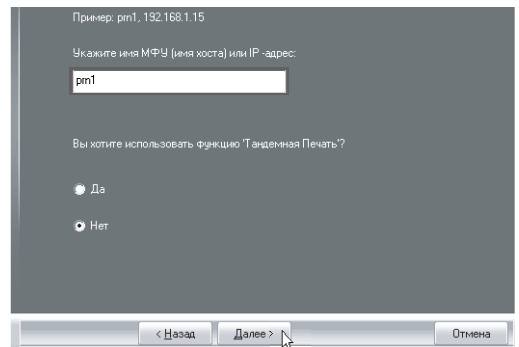 Пример: prn1, 192.168.1.15
Укажите имя МФУ (имя хоста) или IP -адрес:
prn1
Вы хотите использовать функцию 'Тандемная Печать'?
Да
Нет
< Назад
Далее >
Отмена